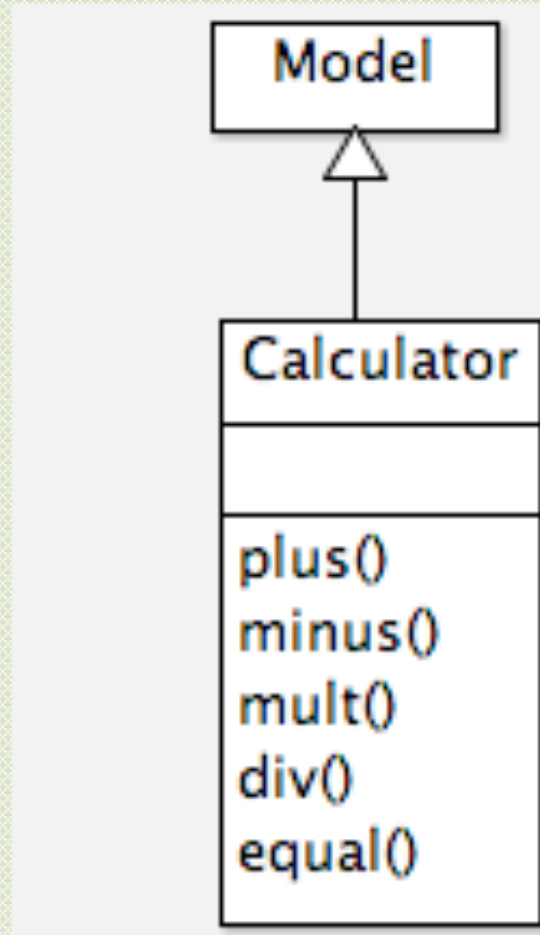 Model
Calculator
plus()
minus()
mult()
div()
equal()